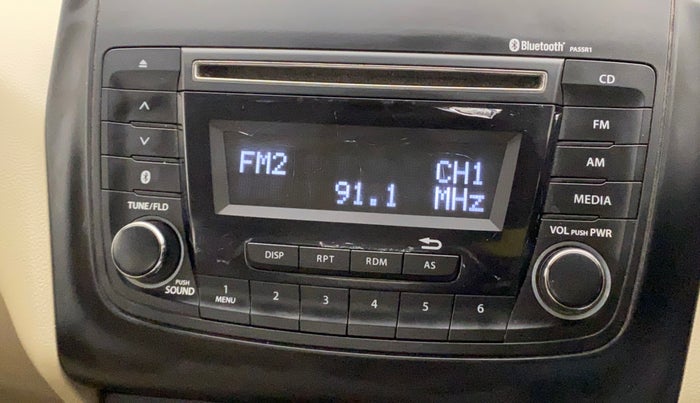 Bluetooth® PA55R1
CD
FM
AM
MEDIA
FM2 CH1
91.1 MHz
TUNE/FLD
PUSH
SOUND
VOL PUSH PWR
DISP RPT RDM AS
1 2 3 4 5 6
MENU